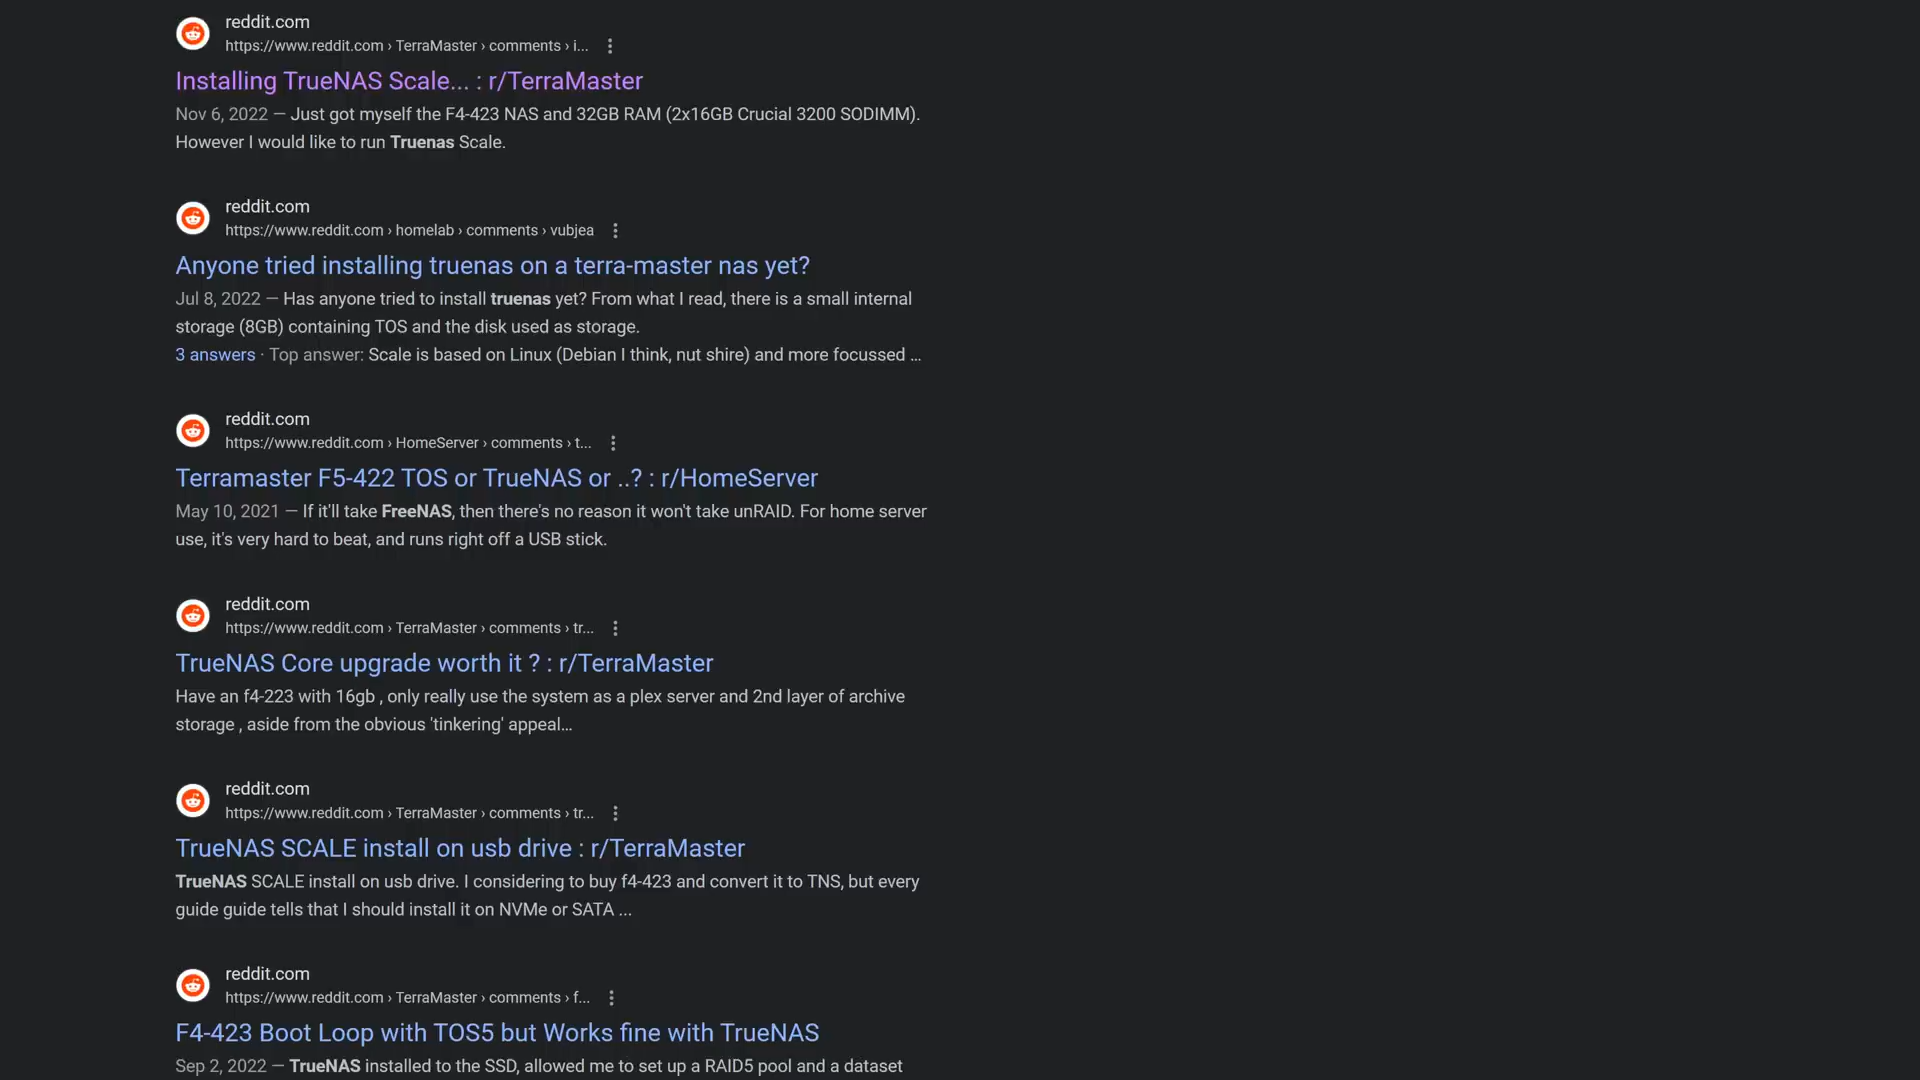 reddit.com
https://www.reddit.com › TerraMaster › comments › i...
Installing TrueNAS Scale... : r/TerraMaster
Nov 6, 2022 — Just got myself the F4-423 NAS and 32GB RAM (2x16GB Crucial 3200 SODIMM).
However I would like to run Truenas Scale.
reddit.com
https://www.reddit.com › homelab › comments › vubjea
Anyone tried installing truenas on a terra-master nas yet?
Jul 8, 2022 — Has anyone tried to install truenas yet? From what I read, there is a small internal
storage (8GB) containing TOS and the disk used as storage.
3 answers · Top answer: Scale is based on Linux (Debian I think, nut shire) and more focussed ...
reddit.com
https://www.reddit.com › HomeServer › comments › t...
Terramaster F5-422 TOS or TrueNAS or ..? : r/HomeServer
May 10, 2021 — If it'll take FreeNAS, then there's no reason it won't take unRAID. For home server
use, it's very hard to beat, and runs right off a USB stick.
reddit.com
https://www.reddit.com › TerraMaster › comments › tr...
TrueNAS Core upgrade worth it ? : r/TerraMaster
Have an f4-223 with 16gb , only really use the system as a plex server and 2nd layer of archive
storage , aside from the obvious 'tinkering' appeal...
reddit.com
https://www.reddit.com › TerraMaster › comments › tr...
TrueNAS SCALE install on usb drive : r/TerraMaster
TrueNAS SCALE install on usb drive. I considering to buy f4-423 and convert it to TNS, but every
guide guide tells that I should install it on NVMe or SATA ...
reddit.com
https://www.reddit.com › TerraMaster › comments › f...
F4-423 Boot Loop with TOS5 but Works fine with TrueNAS
Sep 2, 2022 — TrueNAS installed to the SSD, allowed me to set up a RAID5 pool and a dataset